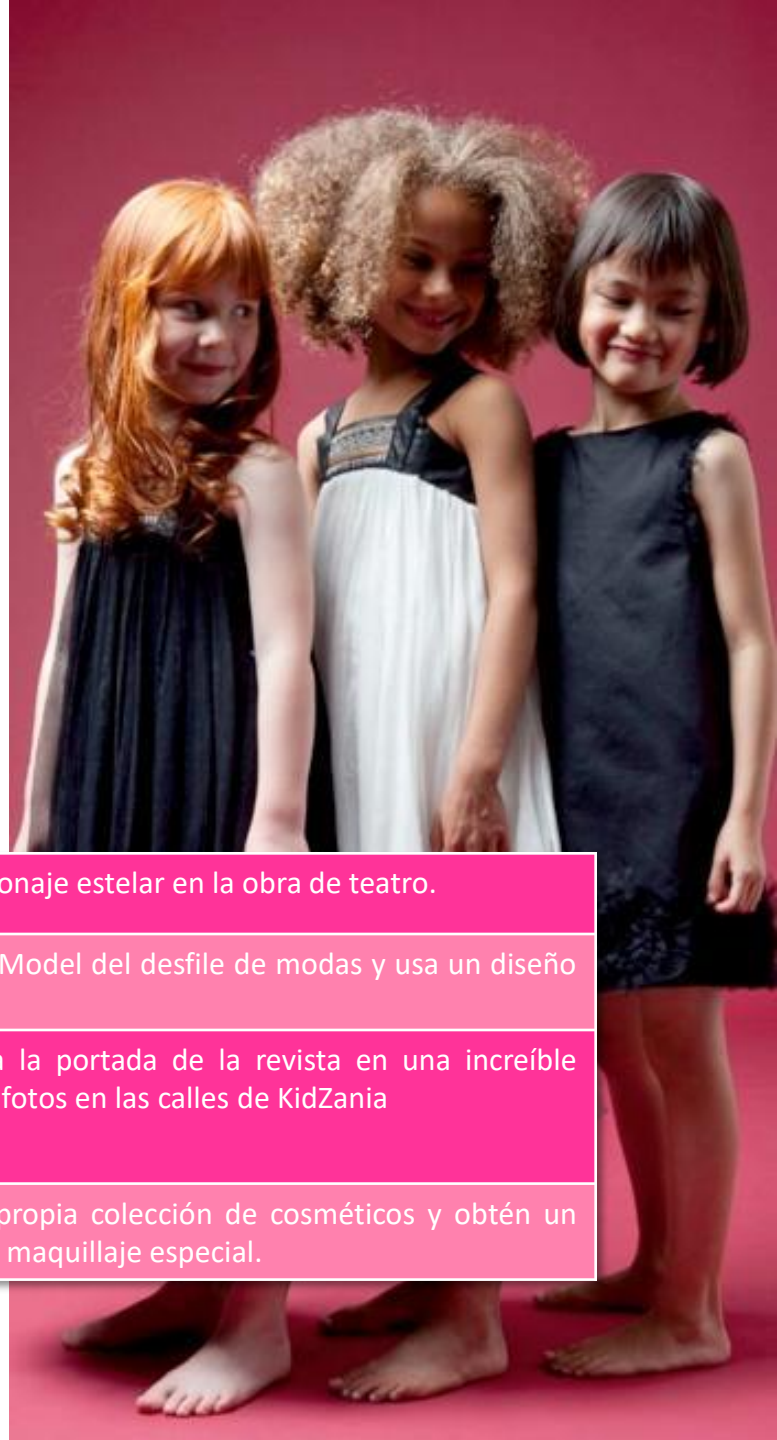 onaje estelar en la obra de teatro.
Model del desfile de modas y usa un diseño
la portada de la revista en una increíble
fotos en las calles de KidZania
propia colección de cosméticos y obtén un
maquillaje especial.